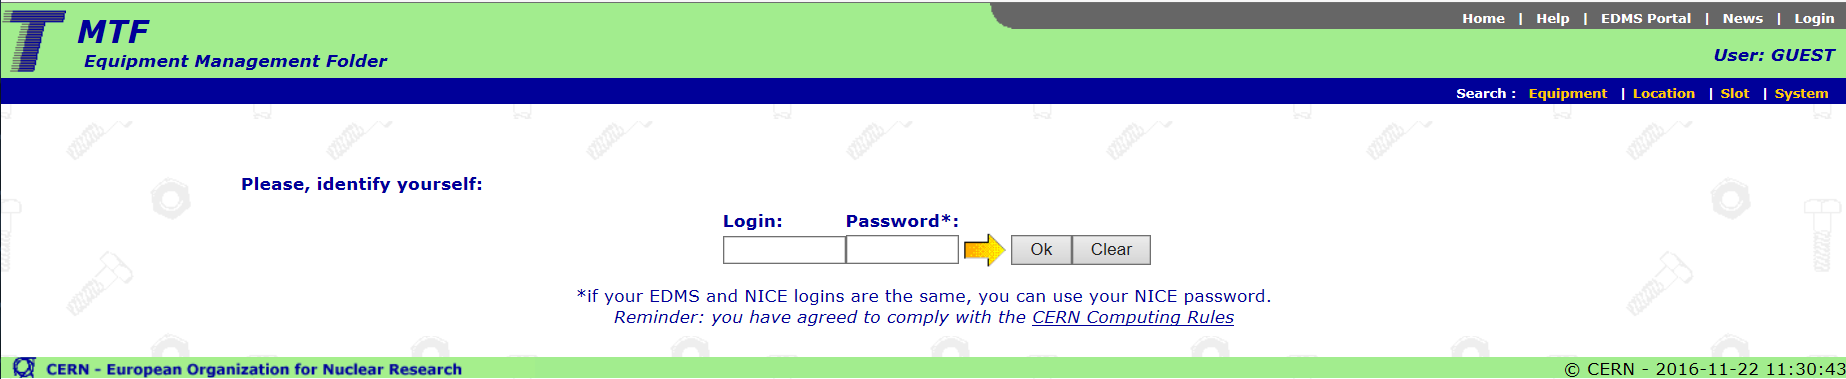 MTF
Equipment Management Folder
Home | Help | EDMS Portal | News | Login
User: GUEST
Search : Equipment | Location | Slot | System
Please, identify yourself:
Login: Password*:
Ok Clear
*if your EDMS and NICE logins are the same, you can use your NICE password.
Reminder: you have agreed to comply with the CERN Computing Rules
CERN - European Organization for Nuclear Research
© CERN - 2016-11-22 11:30:43